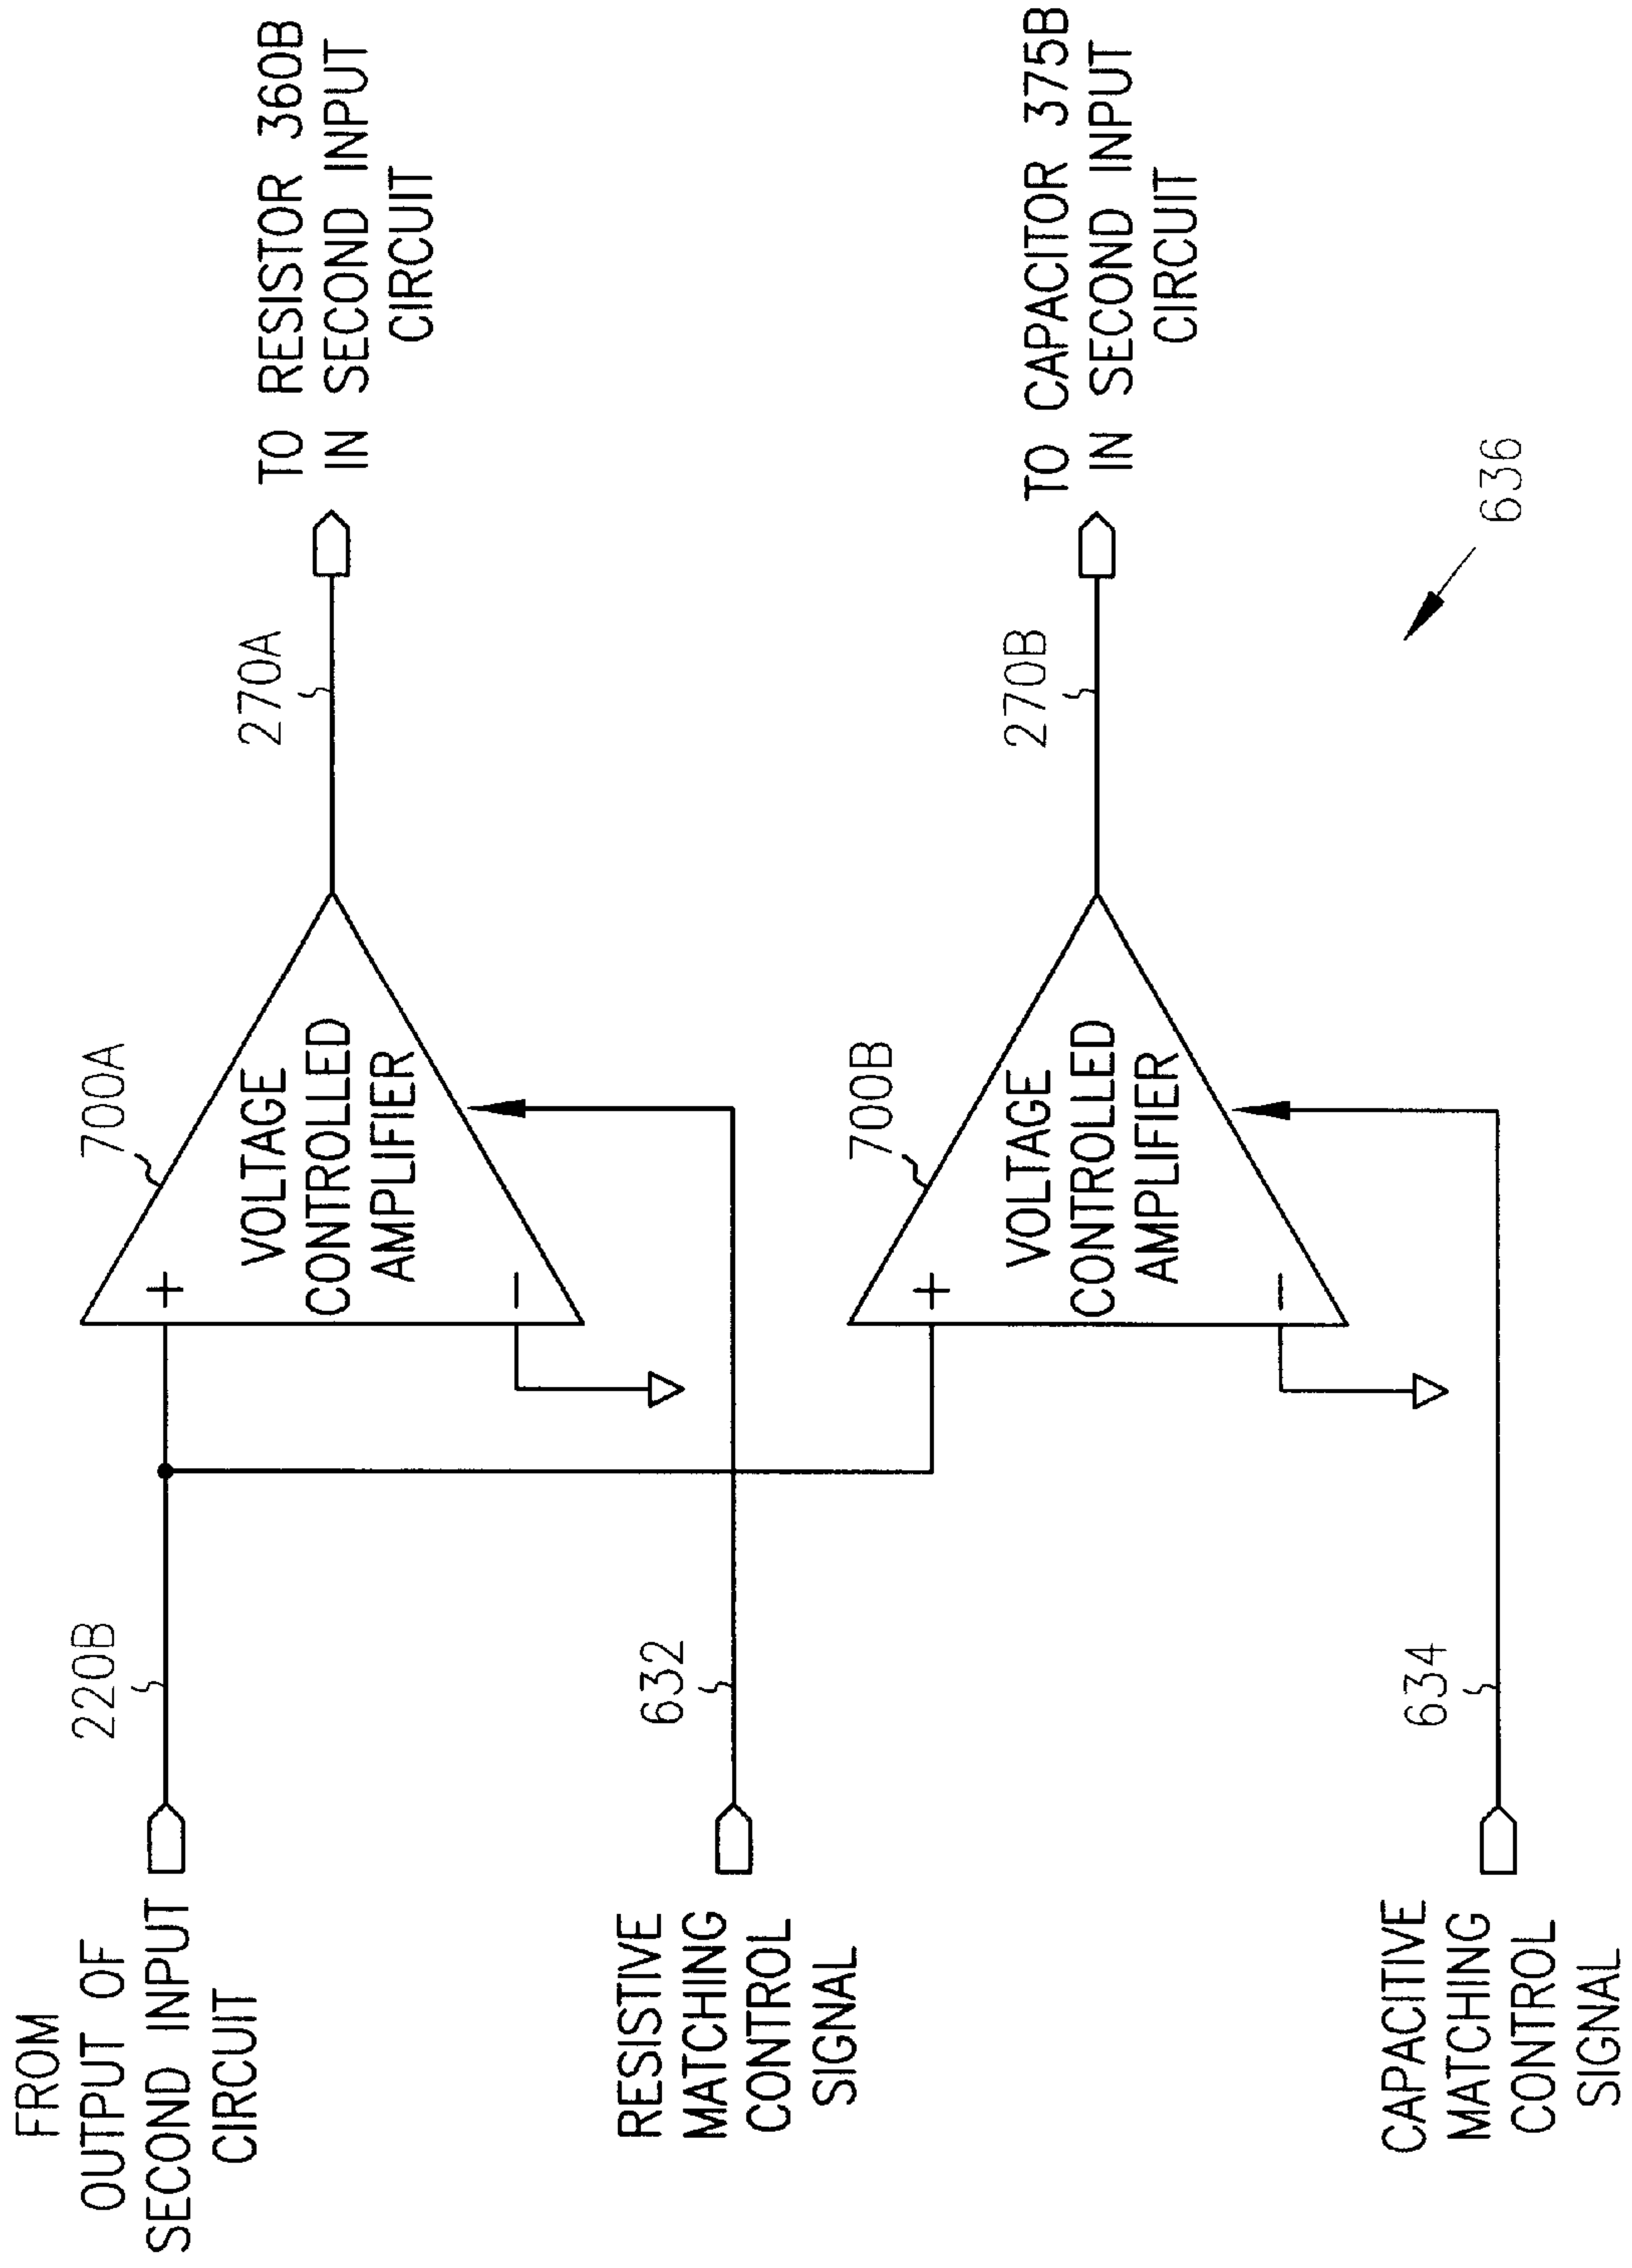 FROM
OUTPUT OF
SECOND INPUT
CIRCUIT
220B
700A
+
−
VOLTAGE
CONTROLLED
AMPLIFIER
270A
TO RESISTOR 360B
IN SECOND INPUT
CIRCUIT
RESISTIVE
MATCHING
CONTROL
SIGNAL
632
700B
+
−
VOLTAGE
CONTROLLED
AMPLIFIER
270B
TO CAPACITOR 375B
IN SECOND INPUT
CIRCUIT
CAPACITIVE
MATCHING
CONTROL
SIGNAL
634
636